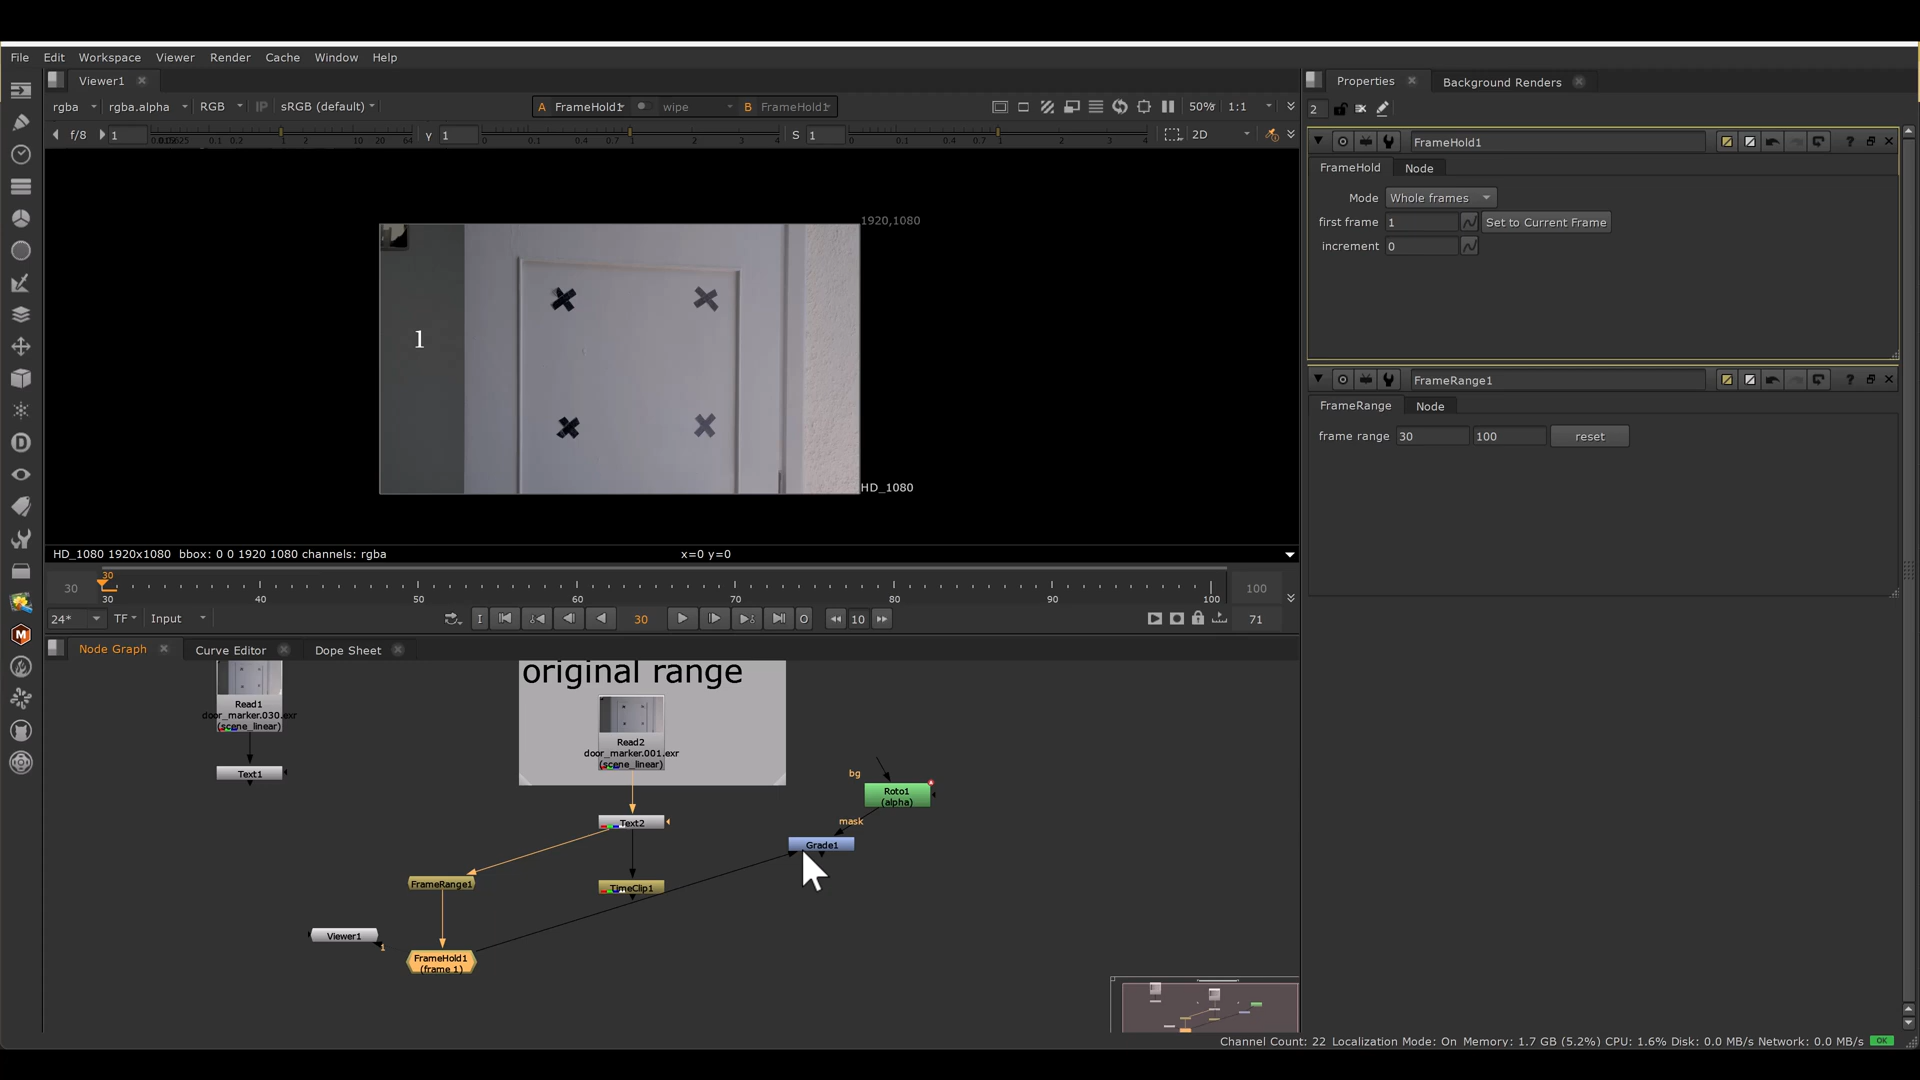 File Edit Workspace Viewer Render Cache Window Help
Viewer1
rgba rgba.alpha RGB IP sRGB (default) A FrameHold1 wipe B FrameHold1 50% 1:1
f/8 1 γ 1 S 1 2D
1920,1080
1
HD_1080
HD_1080 1920x1080 bbox: 0 0 1920 1080 channels: rgba x=0 y=0
30
30 100
30 40 50 60 70 80 90 100
24* TF Input I 30 O 10 71
Node Graph Curve Editor Dope Sheet
original range
Read1
door_marker.030.exr
(scene_linear)
Text1
Read2
door_marker.001.exr
(scene_linear)
Text2
TimeClip1
FrameRange1
Viewer1
1
FrameHold1
(frame 1)
bg
Roto1
(alpha)
mask
Grade1
Properties Background Renders
2
FrameHold1
FrameHold Node
Mode Whole frames
first frame 1 Set to Current Frame
increment 0
FrameRange1
FrameRange Node
frame range 30 100 reset
Channel Count: 22 Localization Mode: On Memory: 1.7 GB (5.2%) CPU: 1.6% Disk: 0.0 MB/s Network: 0.0 MB/s OK